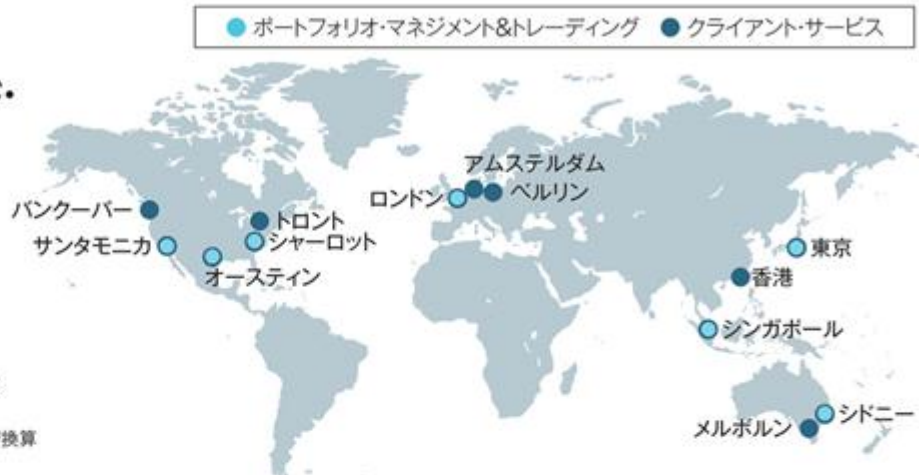 ポートフォリオ・マネジメント&トレーディング クライアント・サービス
アムステルダム
ロンドン
ベルリン
バンクーバー
トロント
サンタモニカ
シャーロット
オースティン
東京
香港
シンガポール
シドニー
メルボルン
換算